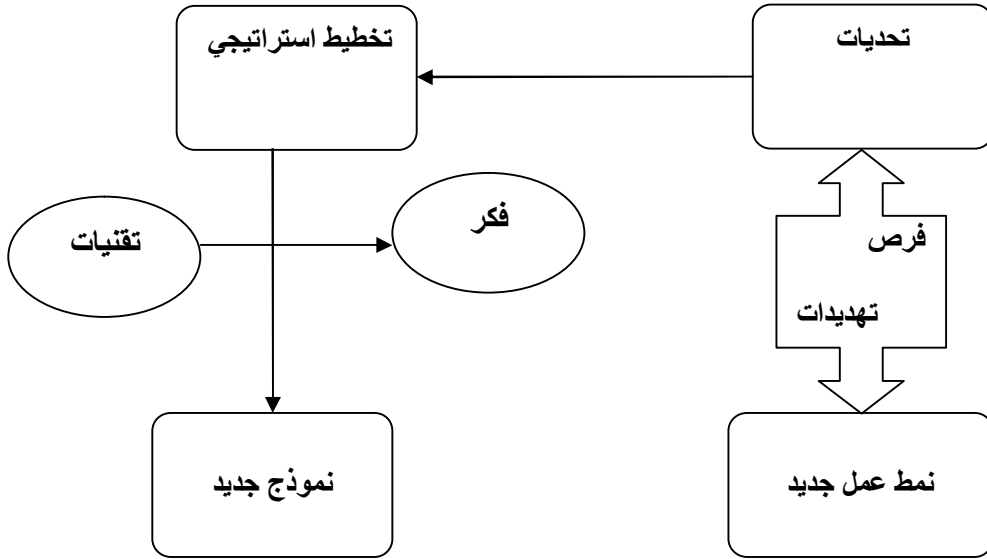 تحديات
تخطيط استراتيجي
فكر
تقنيات
فرص
تهديدات
نمط عمل جديد
نموذج جديد